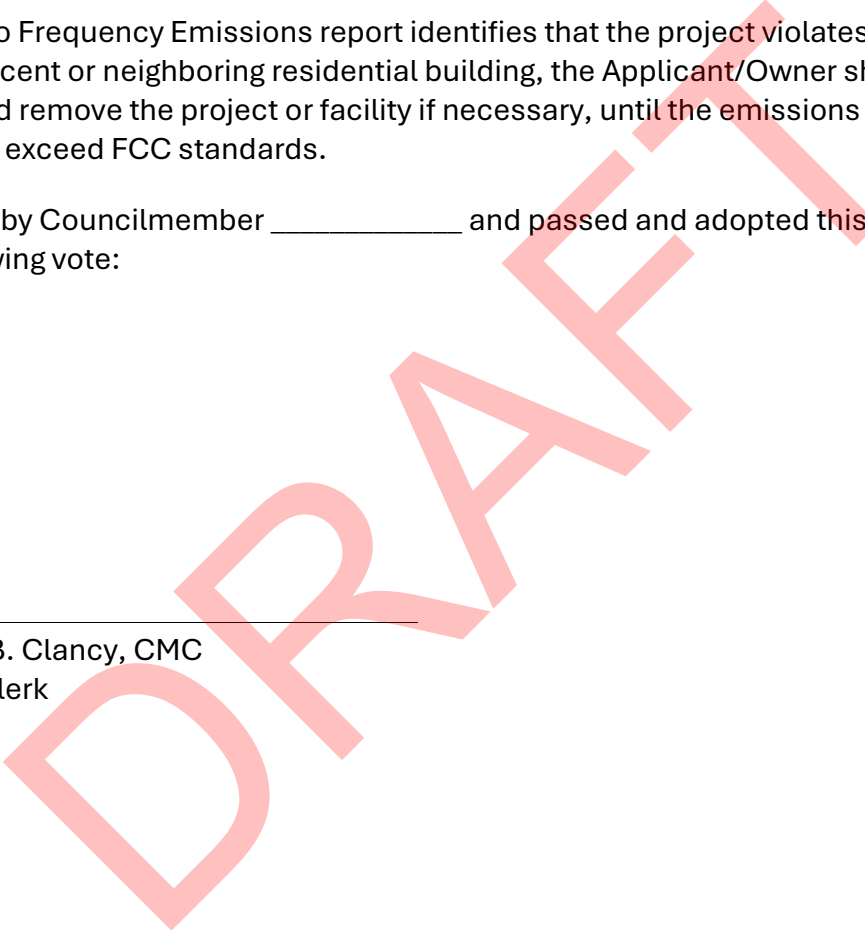 o Frequency Emissions report identifies that the project violates
cent or neighboring residential building, the Applicant/Owner sh
d remove the project or facility if necessary, until the emissions
exceed FCC standards.
by Councilmember _____________ and passed and adopted this
ving vote:
B. Clancy, CMC
lerk
DRAFT